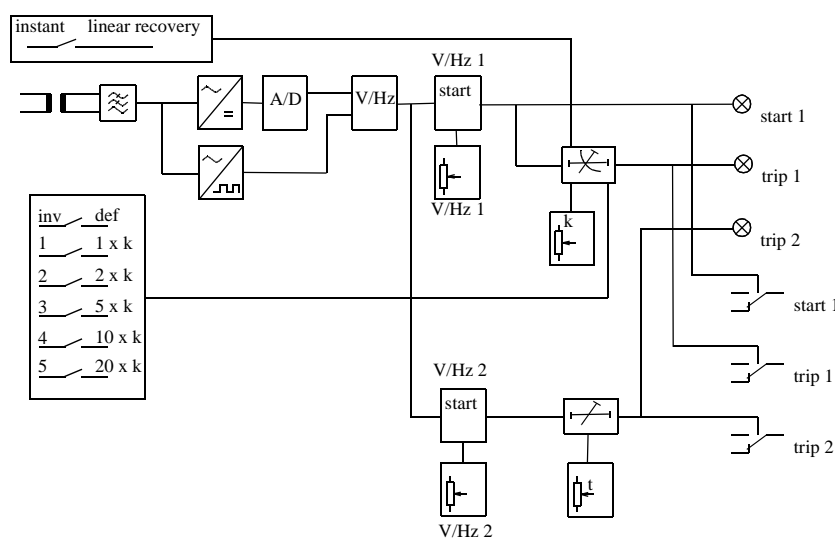 instant linear recovery
V/Hz 1
A/D
V/Hz
start
start 1
V/Hz 1
trip 1
k
trip 2
inv def
1 1 x k
2 2 x k
3 5 x k
4 10 x k
5 20 x k
start 1
trip 1
V/Hz 2
start
trip 2
t
V/Hz 2